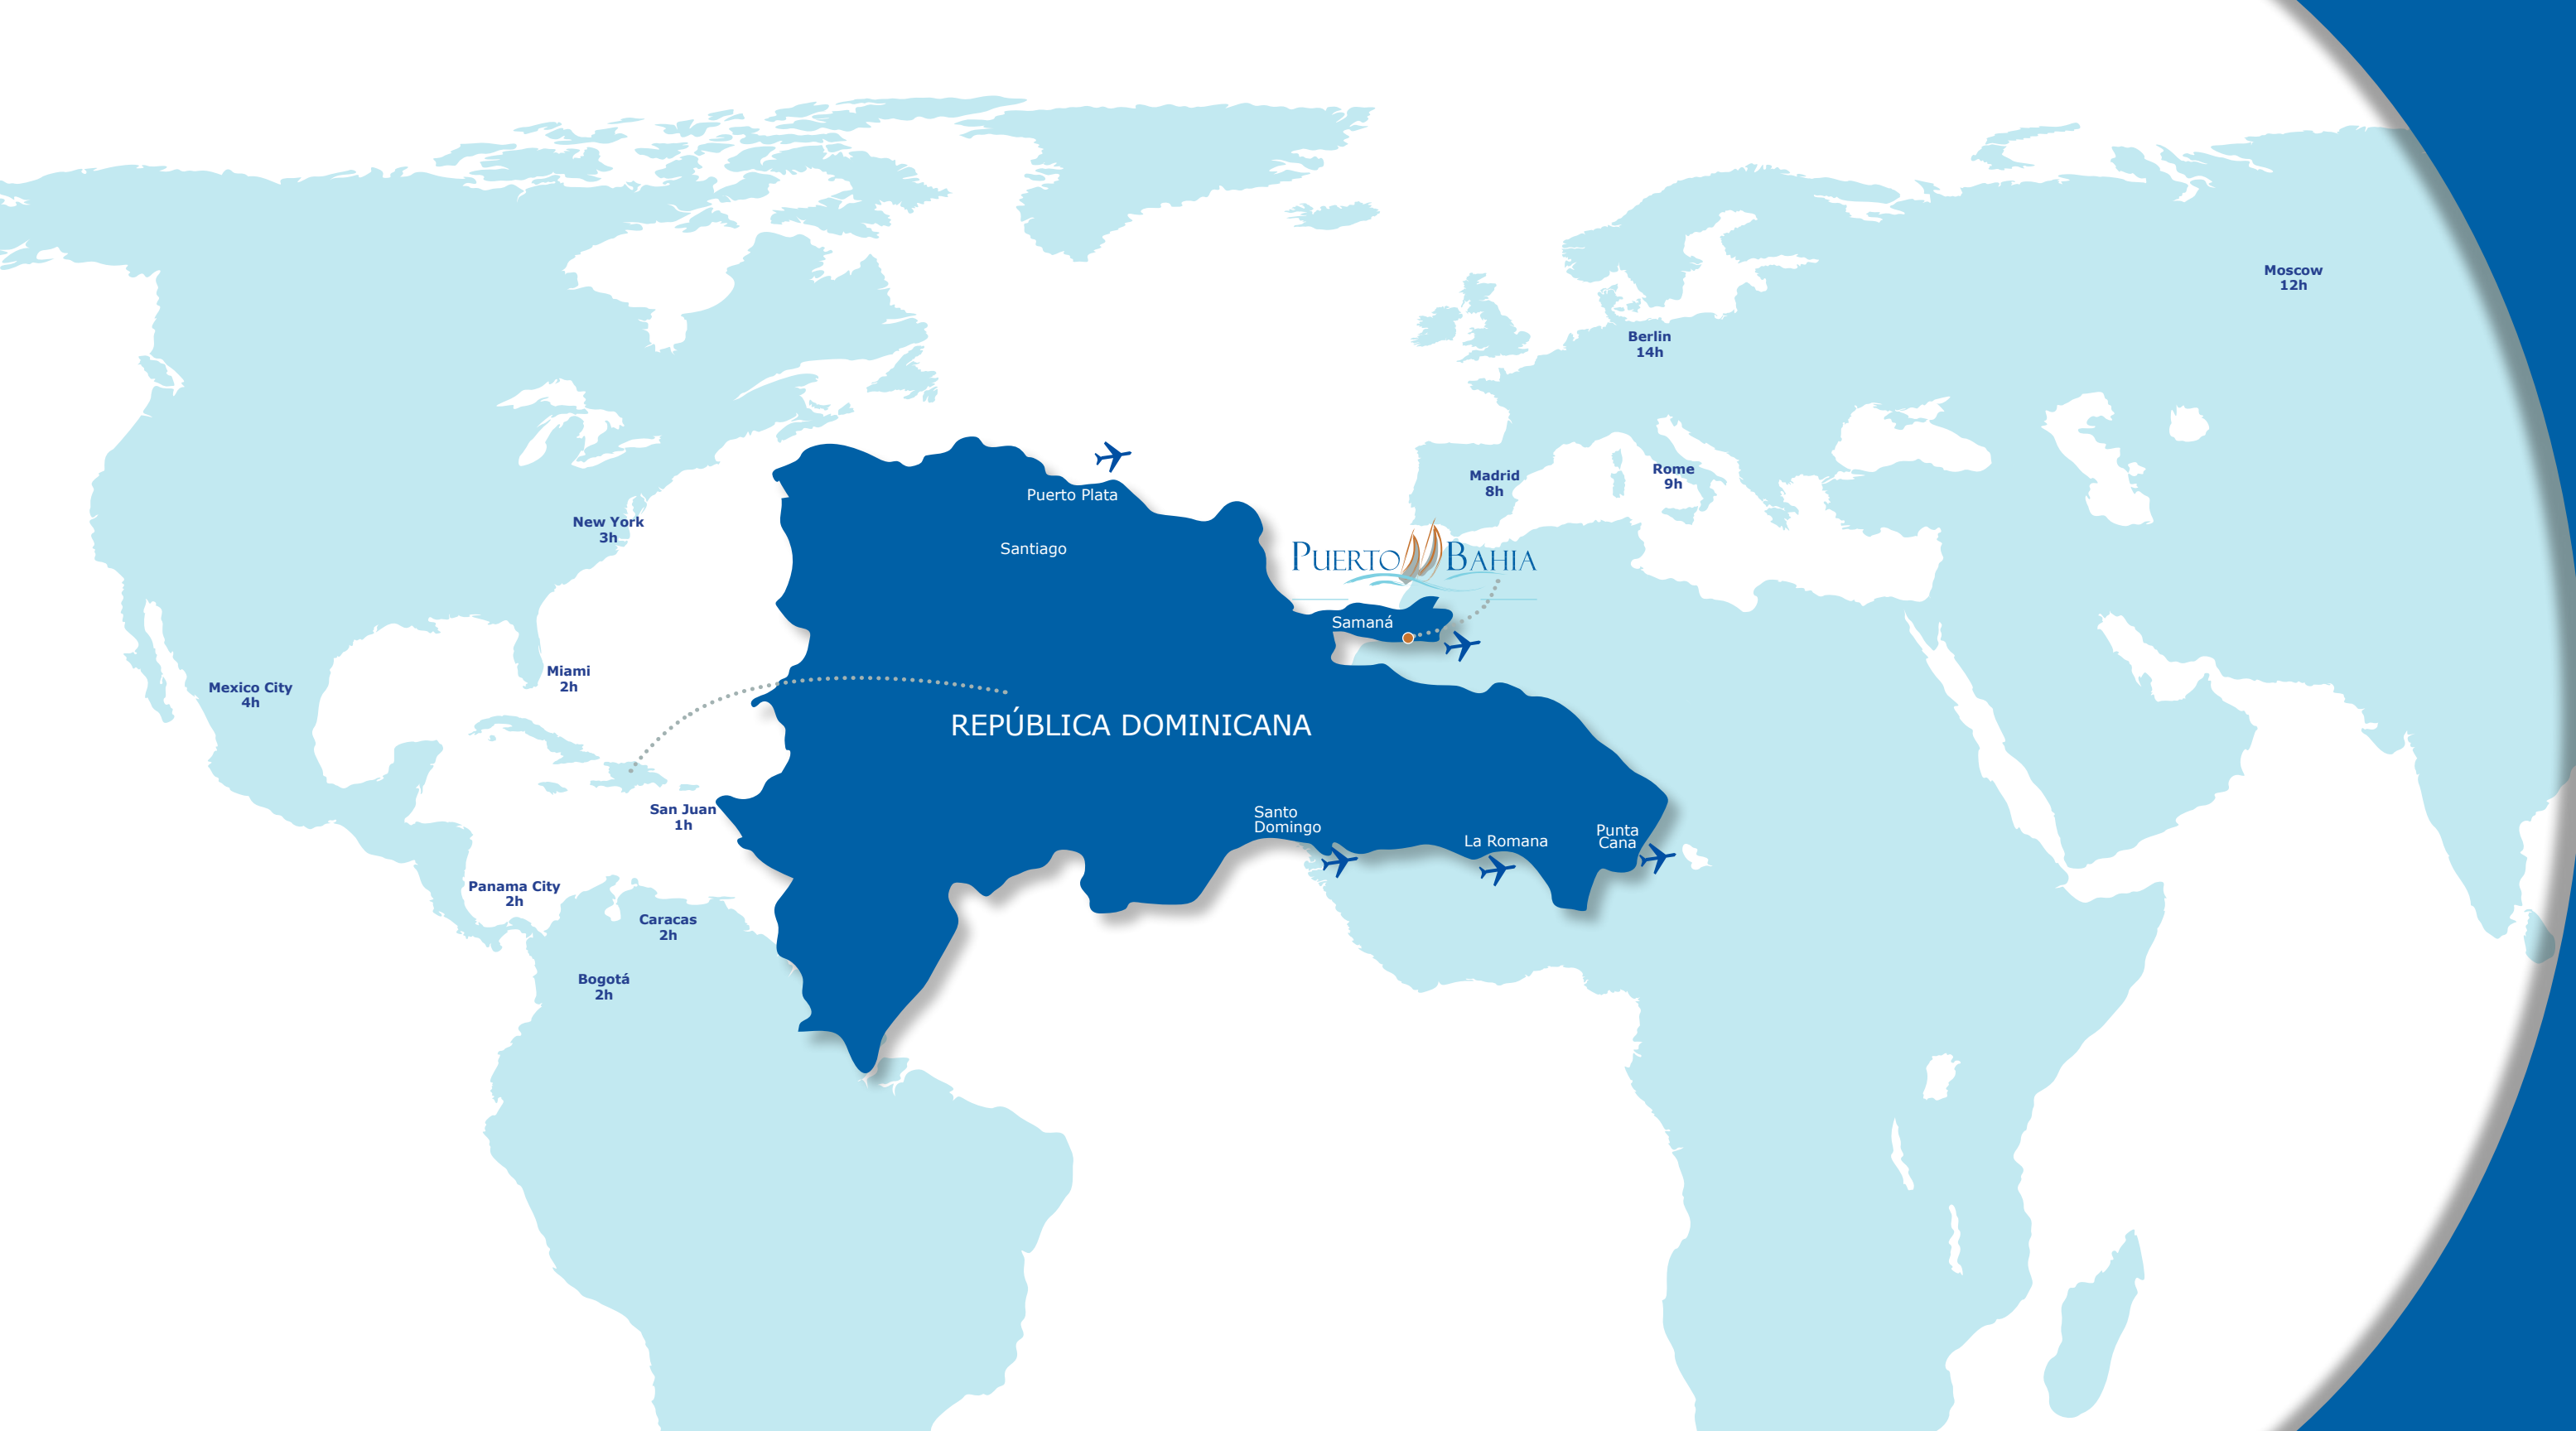 Moscow
12h
Berlin
14h
Madrid
8h
Rome
9h
Puerto Plata
New York
3h
Santiago
PUERTO BAHIA
Samaná
Miami
2h
Mexico City
4h
REPÚBLICA DOMINICANA
San Juan
1h
Santo
Domingo
La Romana
Punta
Cana
Panama City
2h
Caracas
2h
Bogotá
2h